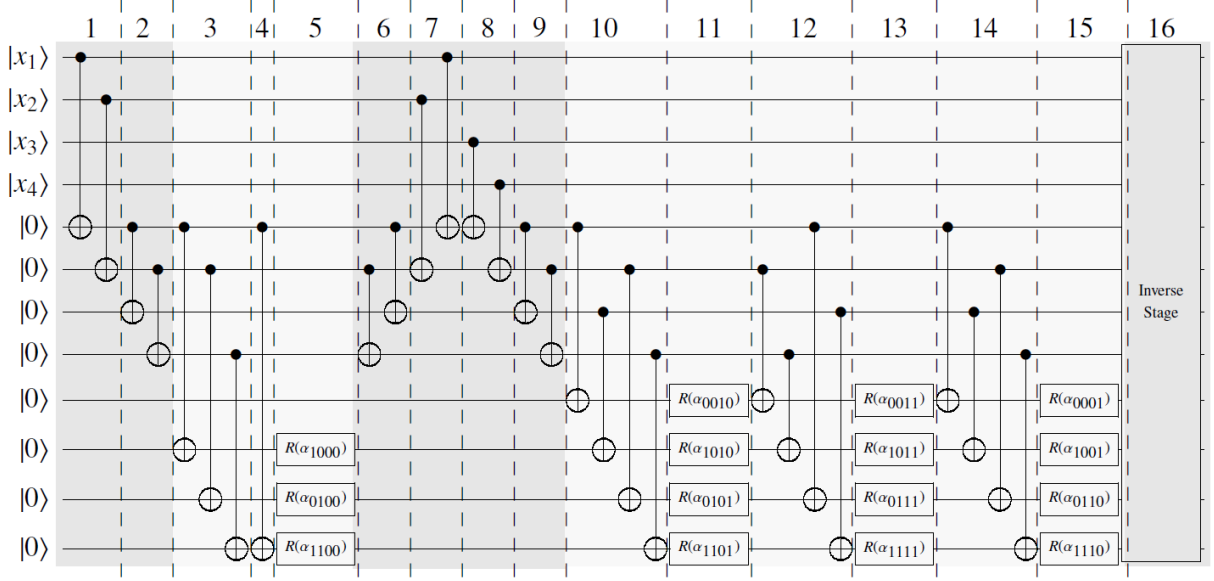 1 2 3 4 5 6 7 8 9 10 11 12 13 14 15 16
|x₁⟩
|x₂⟩
|x₃⟩
|x₄⟩
|0⟩
|0⟩
|0⟩
Inverse
Stage
|0⟩
|0⟩ R(α₀₀₁₀) R(α₀₀₁₁) R(α₀₀₀₁)
|0⟩ R(α₁₀₀₀) R(α₁₀₁₀) R(α₁₀₁₁) R(α₁₀₀₁)
|0⟩ R(α₀₁₀₀) R(α₀₁₀₁) R(α₀₁₁₁) R(α₀₁₁₀)
|0⟩ R(α₁₁₀₀) R(α₁₁₀₁) R(α₁₁₁₁) R(α₁₁₁₀)